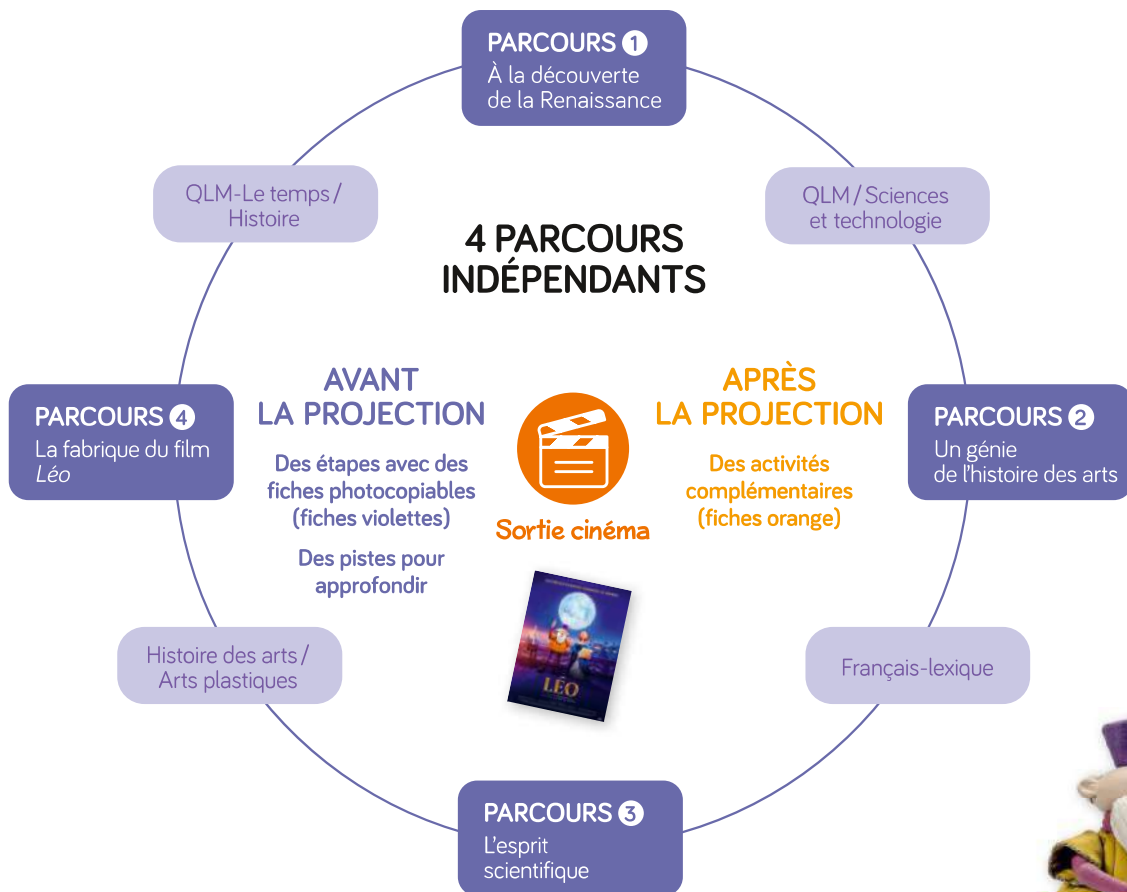 PARCOURS 1
À la découverte
de la Renaissance
QLM-Le temps /
Histoire
QLM / Sciences
et technologie
4 PARCOURS
INDÉPENDANTS
AVANT
LA PROJECTION
Des étapes avec des
fiches photocopiables
(fiches violettes)
Des pistes pour
approfondir
Sortie cinéma
LÉO
APRÈS
LA PROJECTION
Des activités
complémentaires
(fiches orange)
PARCOURS 4
La fabrique du film
Léo
PARCOURS 2
Un génie
de l'histoire des arts
Histoire des arts /
Arts plastiques
Français-lexique
PARCOURS 3
L'esprit
scientifique